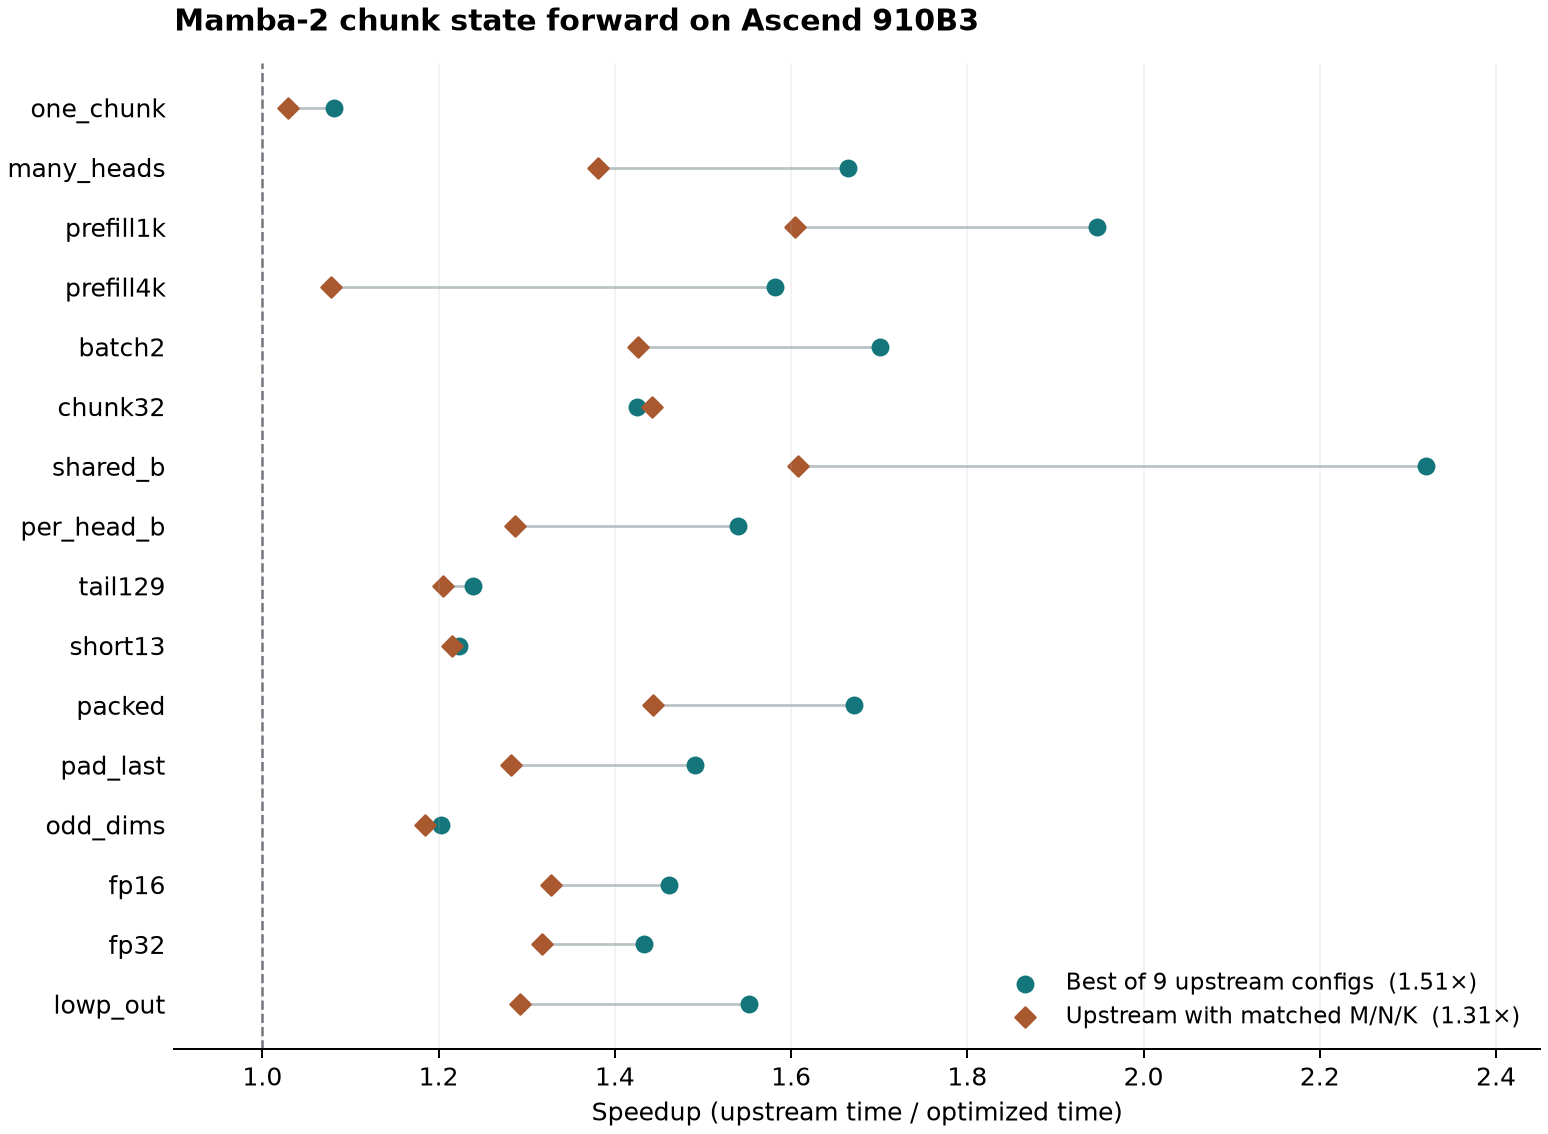 Mamba-2 chunk state forward on Ascend 910B3
one_chunk
many_heads
prefill1k
prefill4k
batch2
chunk32
shared_b
per_head_b
tail129
short13
packed
pad_last
odd_dims
fp16
fp32
lowp_out
Best of 9 upstream configs (1.51×)
Upstream with matched M/N/K (1.31×)
1.0 1.2 1.4 1.6 1.8 2.0 2.2 2.4
Speedup (upstream time / optimized time)